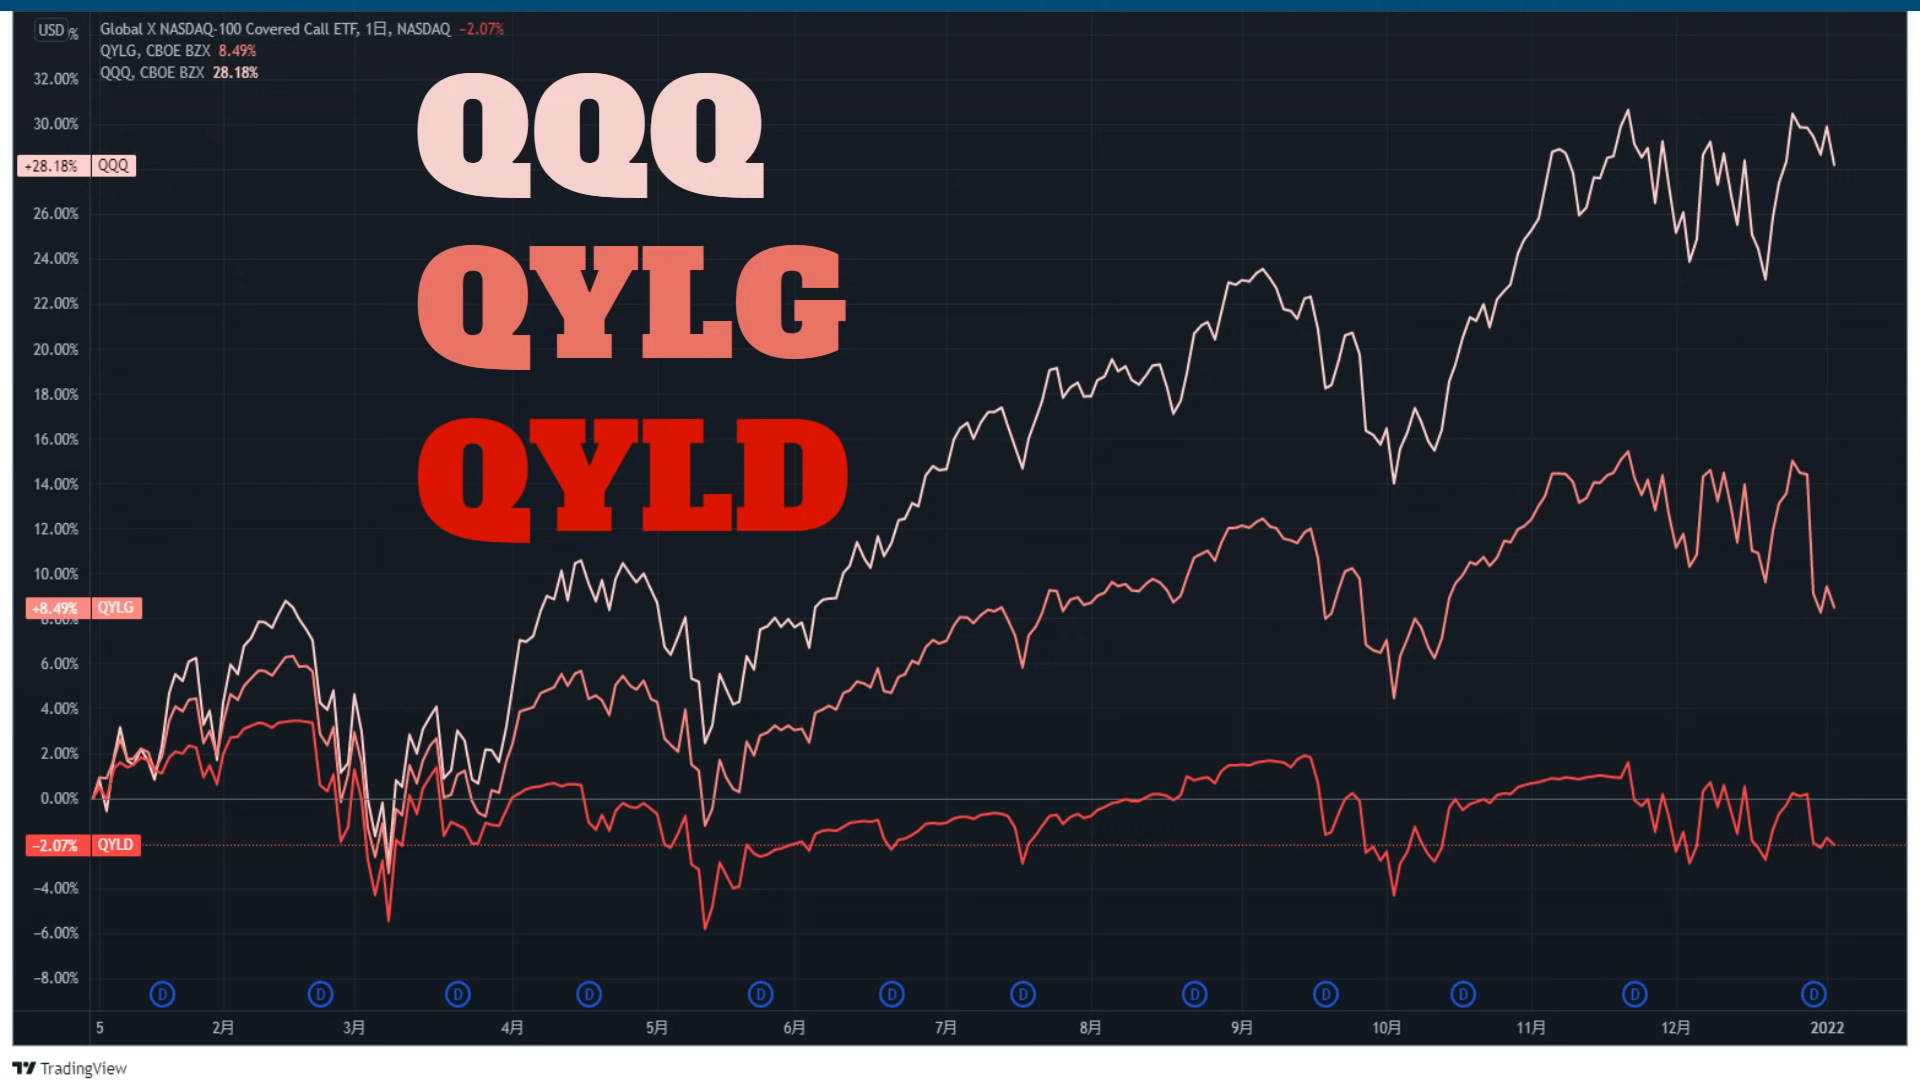 USD %
Global X NASDAQ-100 Covered Call ETF, 1日, NASDAQ −2.07%
QYLG, CBOE BZX 8.49%
QQQ, CBOE BZX 28.18%
QQQ
QYLG
QYLD
32.00%
30.00%
+28.18% QQQ
26.00%
24.00%
22.00%
20.00%
18.00%
16.00%
14.00%
12.00%
10.00%
+8.49% QYLG
8.00%
6.00%
4.00%
2.00%
0.00%
−2.07% QYLD
−4.00%
−6.00%
−8.00%
D D D D D D D D D D D D
5 2月 3月 4月 5月 6月 7月 8月 9月 10月 11月 12月 2022
TradingView